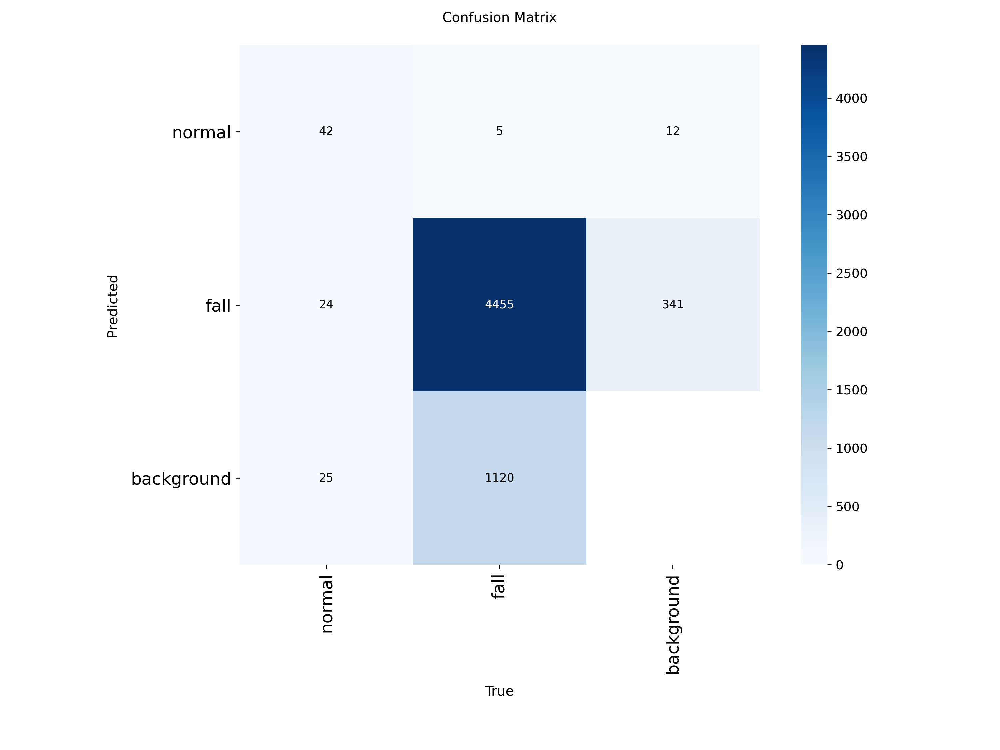 Confusion Matrix
normal
42
5
12
fall
24
4455
341
background
25
1120
Predicted
normal
fall
background
True
4000
3500
3000
2500
2000
1500
1000
500
0